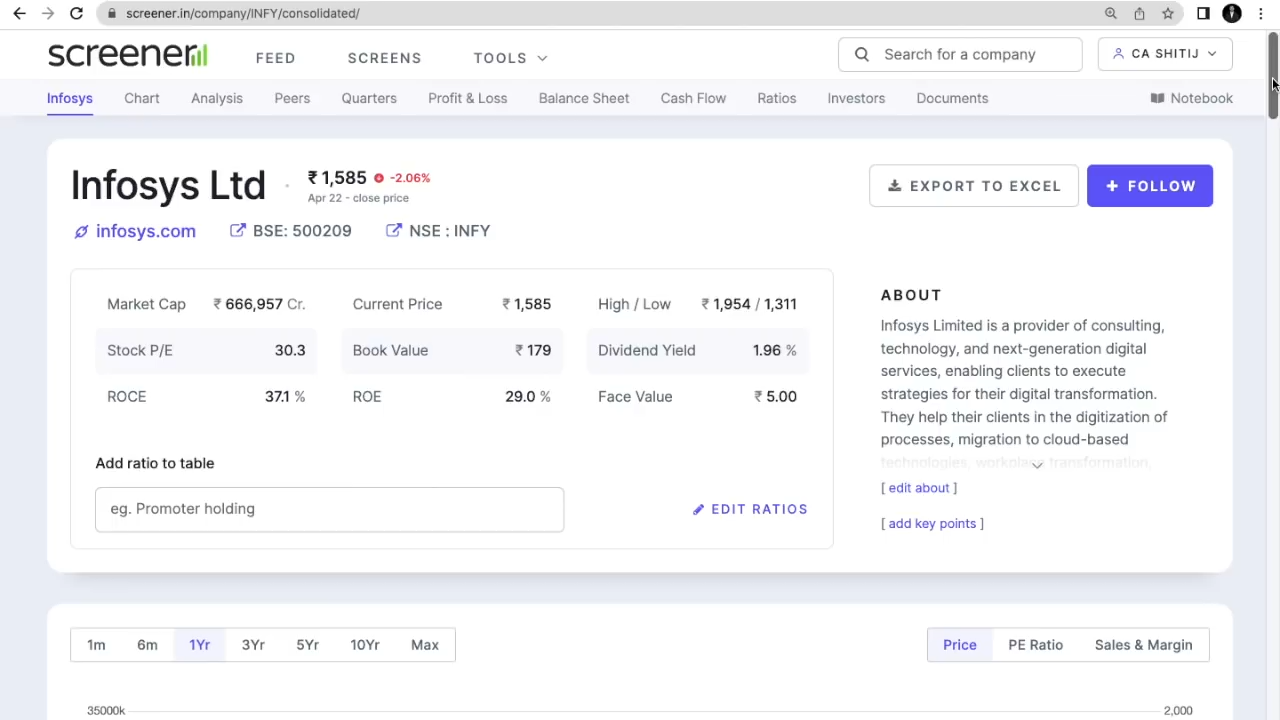 screener.in/company/INFY/consolidated/
screener FEED SCREENS TOOLS Search for a company CA SHITIJ
Infosys Chart Analysis Peers Quarters Profit & Loss Balance Sheet Cash Flow Ratios Investors Documents Notebook
Infosys Ltd ₹ 1,585 -2.06%
Apr 22 - close price
EXPORT TO EXCEL + FOLLOW
infosys.com BSE: 500209 NSE : INFY
Market Cap ₹ 666,957 Cr. Current Price ₹ 1,585 High / Low ₹ 1,954 / 1,311
Stock P/E 30.3 Book Value ₹ 179 Dividend Yield 1.96 %
ROCE 37.1 % ROE 29.0 % Face Value ₹ 5.00
Add ratio to table
eg. Promoter holding EDIT RATIOS
ABOUT
Infosys Limited is a provider of consulting,
technology, and next-generation digital
services, enabling clients to execute
strategies for their digital transformation.
They help their clients in the digitization of
processes, migration to cloud-based
technologies, workplace transformation,
[ edit about ]
[ add key points ]
1m 6m 1Yr 3Yr 5Yr 10Yr Max Price PE Ratio Sales & Margin
35000k 2,000